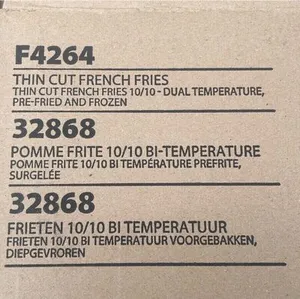 F4264
THIN CUT FRENCH FRIES
THIN CUT FRENCH FRIES 10/10 - DUAL TEMPERATURE,
PRE-FRIED AND FROZEN
32868
POMME FRITE 10/10 BI-TEMPERATURE
POMME FRITE 10/10 BI TEMPÉRATURE PREFRITE,
SURGELÉE
32868
FRIETEN 10/10 BI TEMPERATUUR
FRIETEN 10/10 BI TEMPERATUUR VOORGEBAKKEN,
DIEPGEVROREN